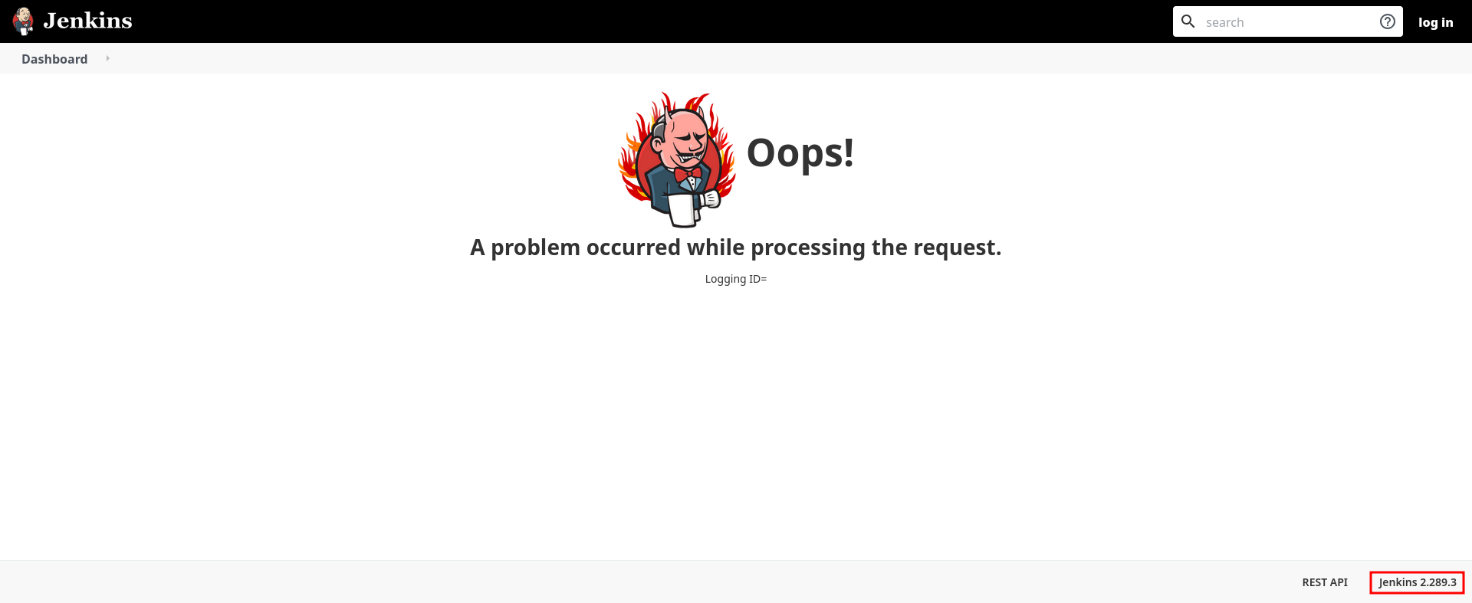 Jenkins
search
log in
Dashboard
Oops!
A problem occurred while processing the request.
Logging ID=
REST API
Jenkins 2.289.3